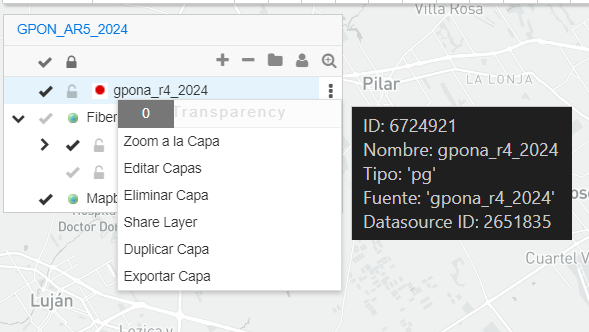 Villa Rosa
GPON_AR5_2024
gpona_r4_2024
Pilar
LA LONJA
0 Transparency
Fiber
Zoom a la Capa
Editar Capas
Eliminar Capa
Share Layer
Duplicar Capa
Exportar Capa
Mapb
ID: 6724921
Nombre: gpona_r4_2024
Tipo: 'pg'
Fuente: 'gpona_r4_2024'
Datasource ID: 2651835
Doctor Do
Cuartel V
Luján
Lozica y